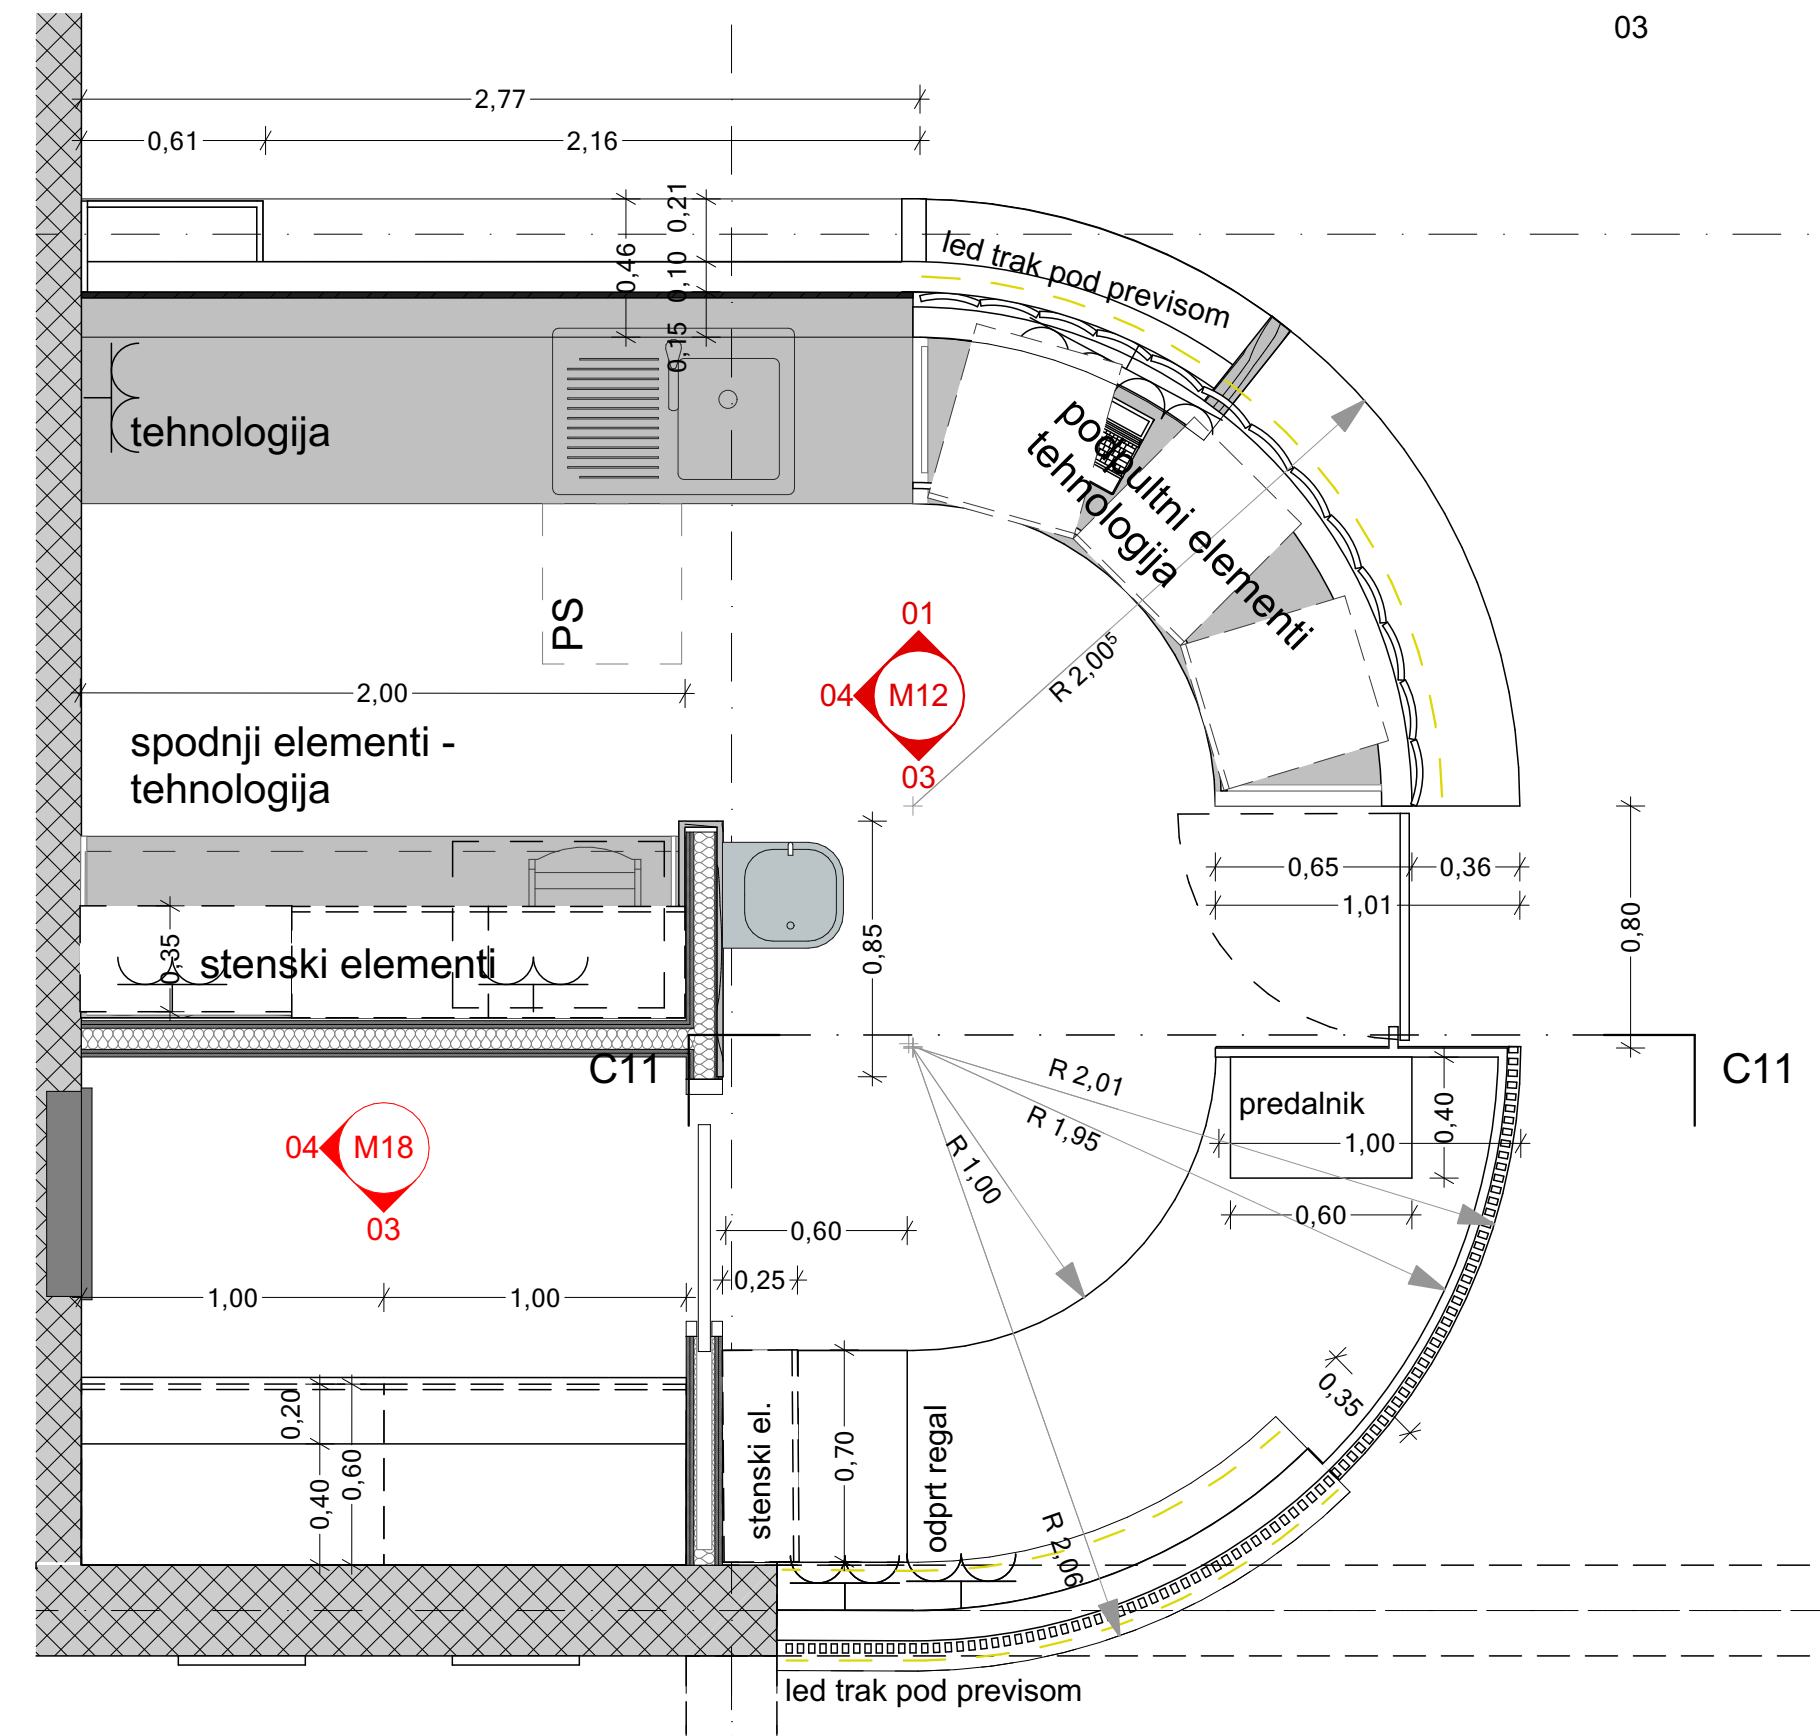 03
2,77
0,61
2,16
0,21
0,46
0,10
0,15
led trak pod previsom
tehnologija
podpultni elementi
tehnologija
PS
01
04
M12
03
R 2,00⁵
2,00
spodnji elementi -
tehnologija
0,65
0,36
1,01
0,80
0,85
0,35
stenski elementi
C11
C11
R 2,01
R 1,95
R 1,00
predalnik
0,40
1,00
0,60
04
M18
03
0,60
0,25
1,00
1,00
0,35
0,20
0,40
0,60
stenski el.
0,70
odprt regal
R 2,06
led trak pod previsom